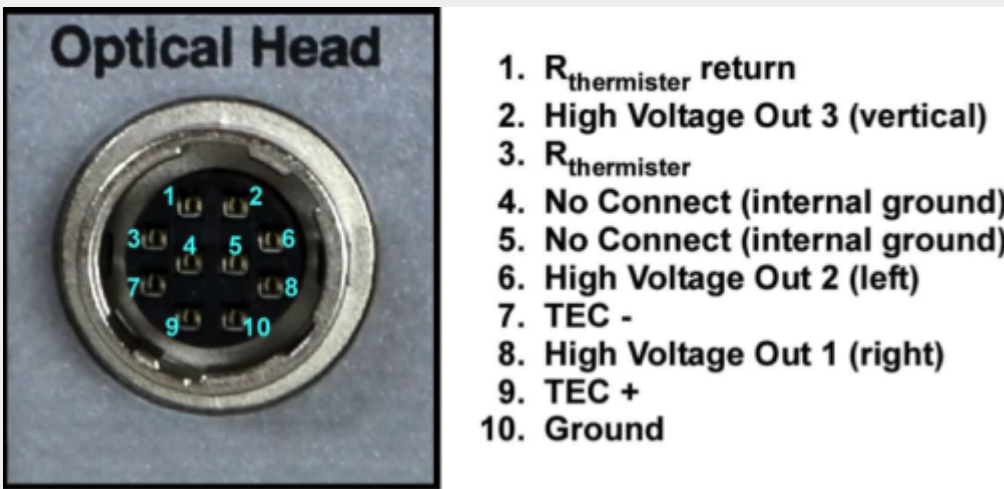 Optical Head
1 2
3 4 5 6
7 8
9 10
1. Rthermister return
2. High Voltage Out 3 (vertical)
3. Rthermister
4. No Connect (internal ground)
5. No Connect (internal ground)
6. High Voltage Out 2 (left)
7. TEC -
8. High Voltage Out 1 (right)
9. TEC +
10. Ground